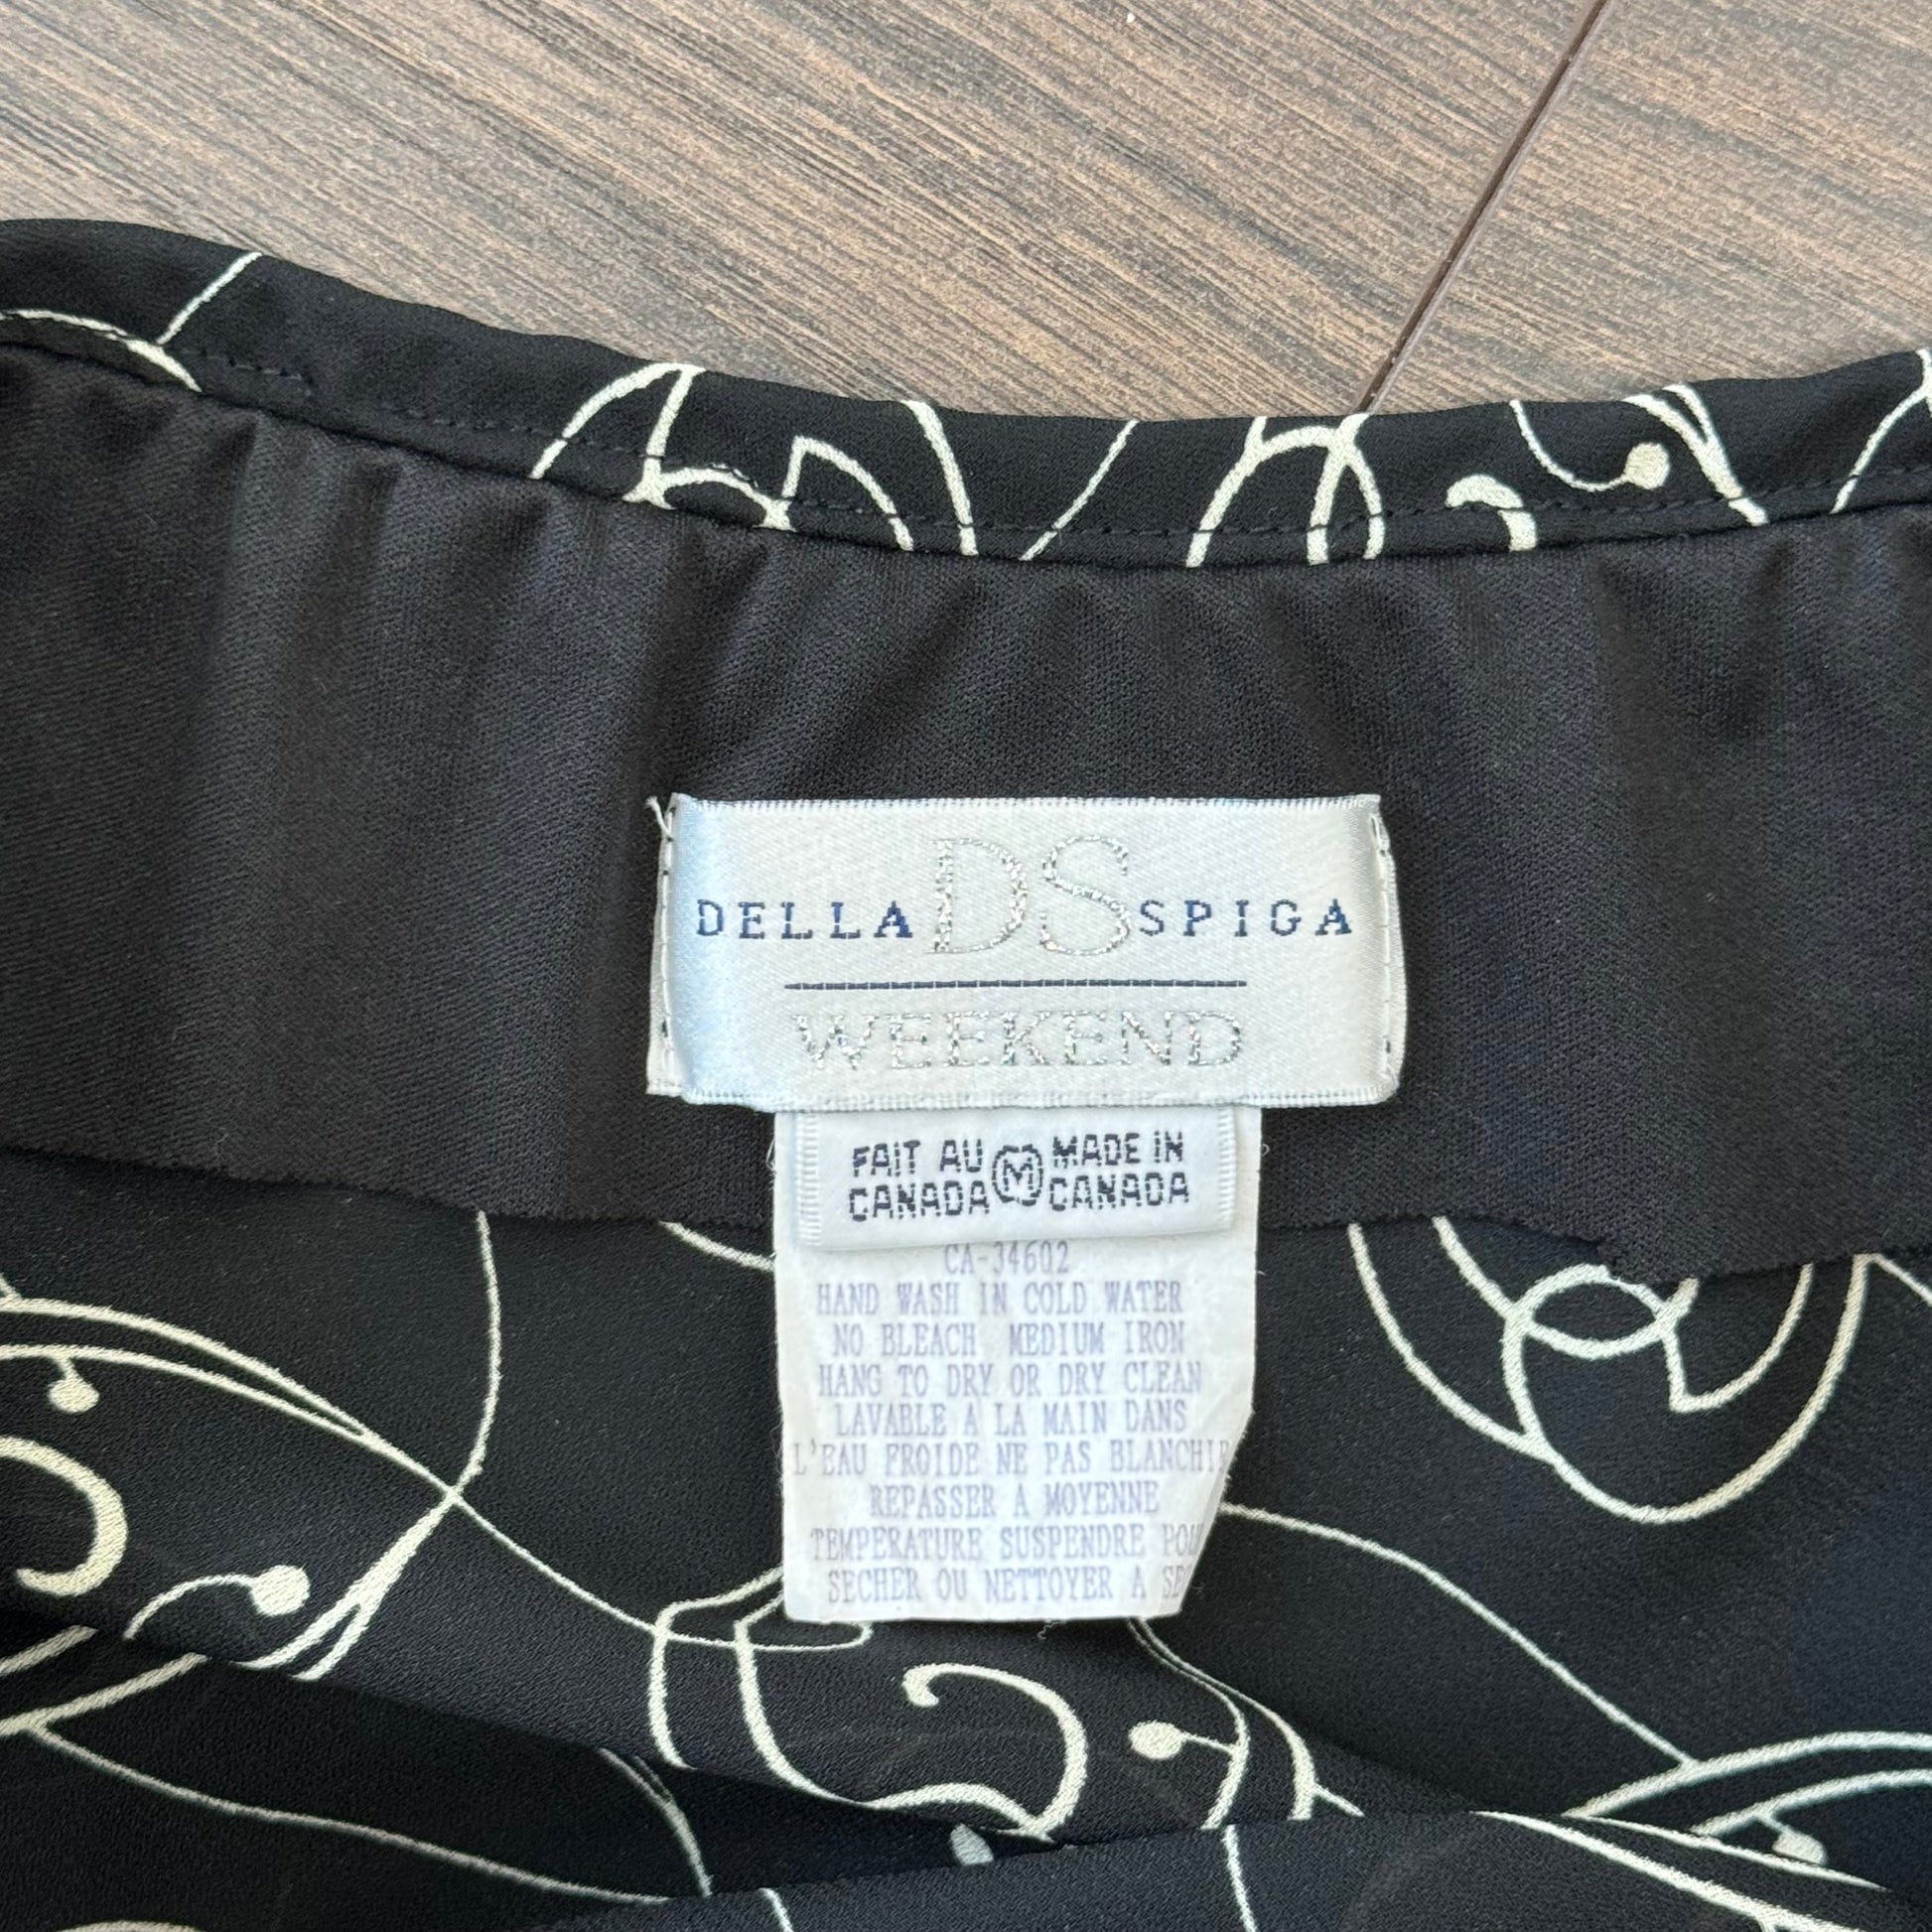 DELLA DS SPIGA
WEEKEND
FAIT AU CANADA M MADE IN CANADA
CA-34602
HAND WASH IN COLD WATER
NO BLEACH MEDIUM IRON
HANG TO DRY OR DRY CLEAN
LAVABLE A LA MAIN DANS
L'EAU FROIDE NE PAS BLANCHIR
REPASSER A MOYENNE
TEMPERATURE SUSPENDRE
SECHER OU NETTOYER A